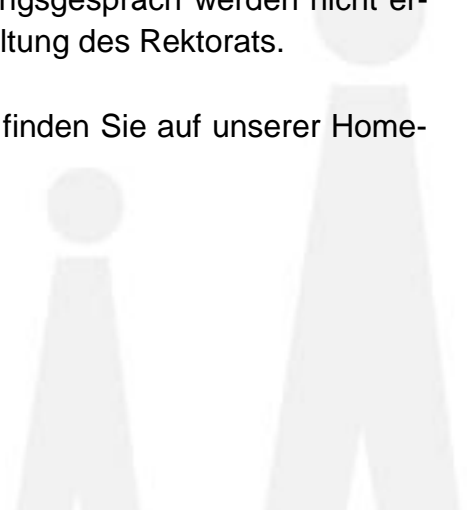 ngsgespräch werden nicht er-
ltung des Rektorats.
finden Sie auf unserer Home-